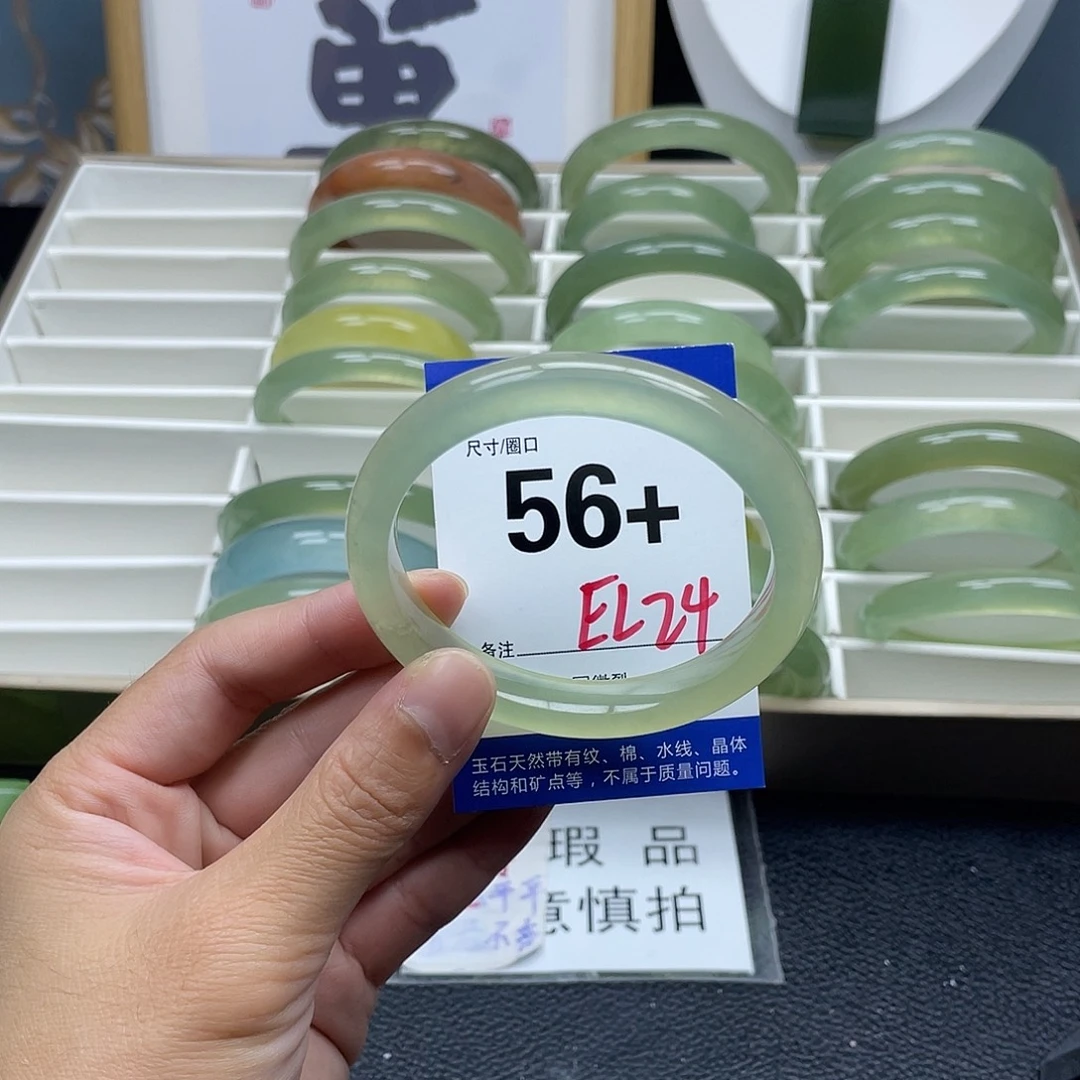 尺寸/圈口
56+
EL24
备注
玉石天然带有纹、棉、水线、晶体
结构和矿点等，不属于质量问题。
瑕品
意慎拍